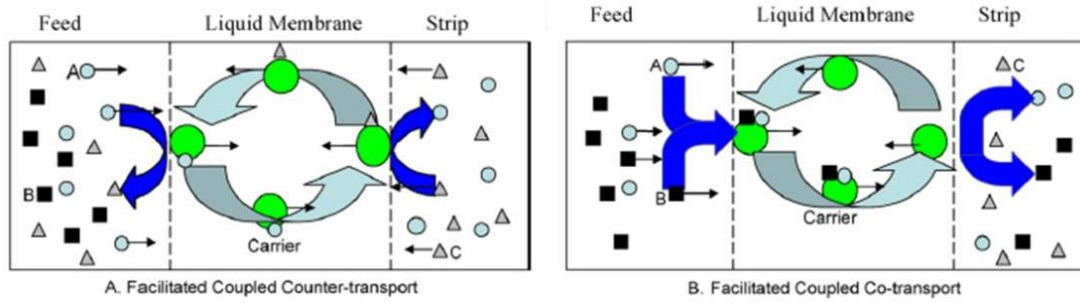 Feed Liquid Membrane Strip
A
B
C
Carrier
A. Facilitated Coupled Counter-transport
Feed Liquid Membrane Strip
A
C
B
Carrier
B. Facilitated Coupled Co-transport